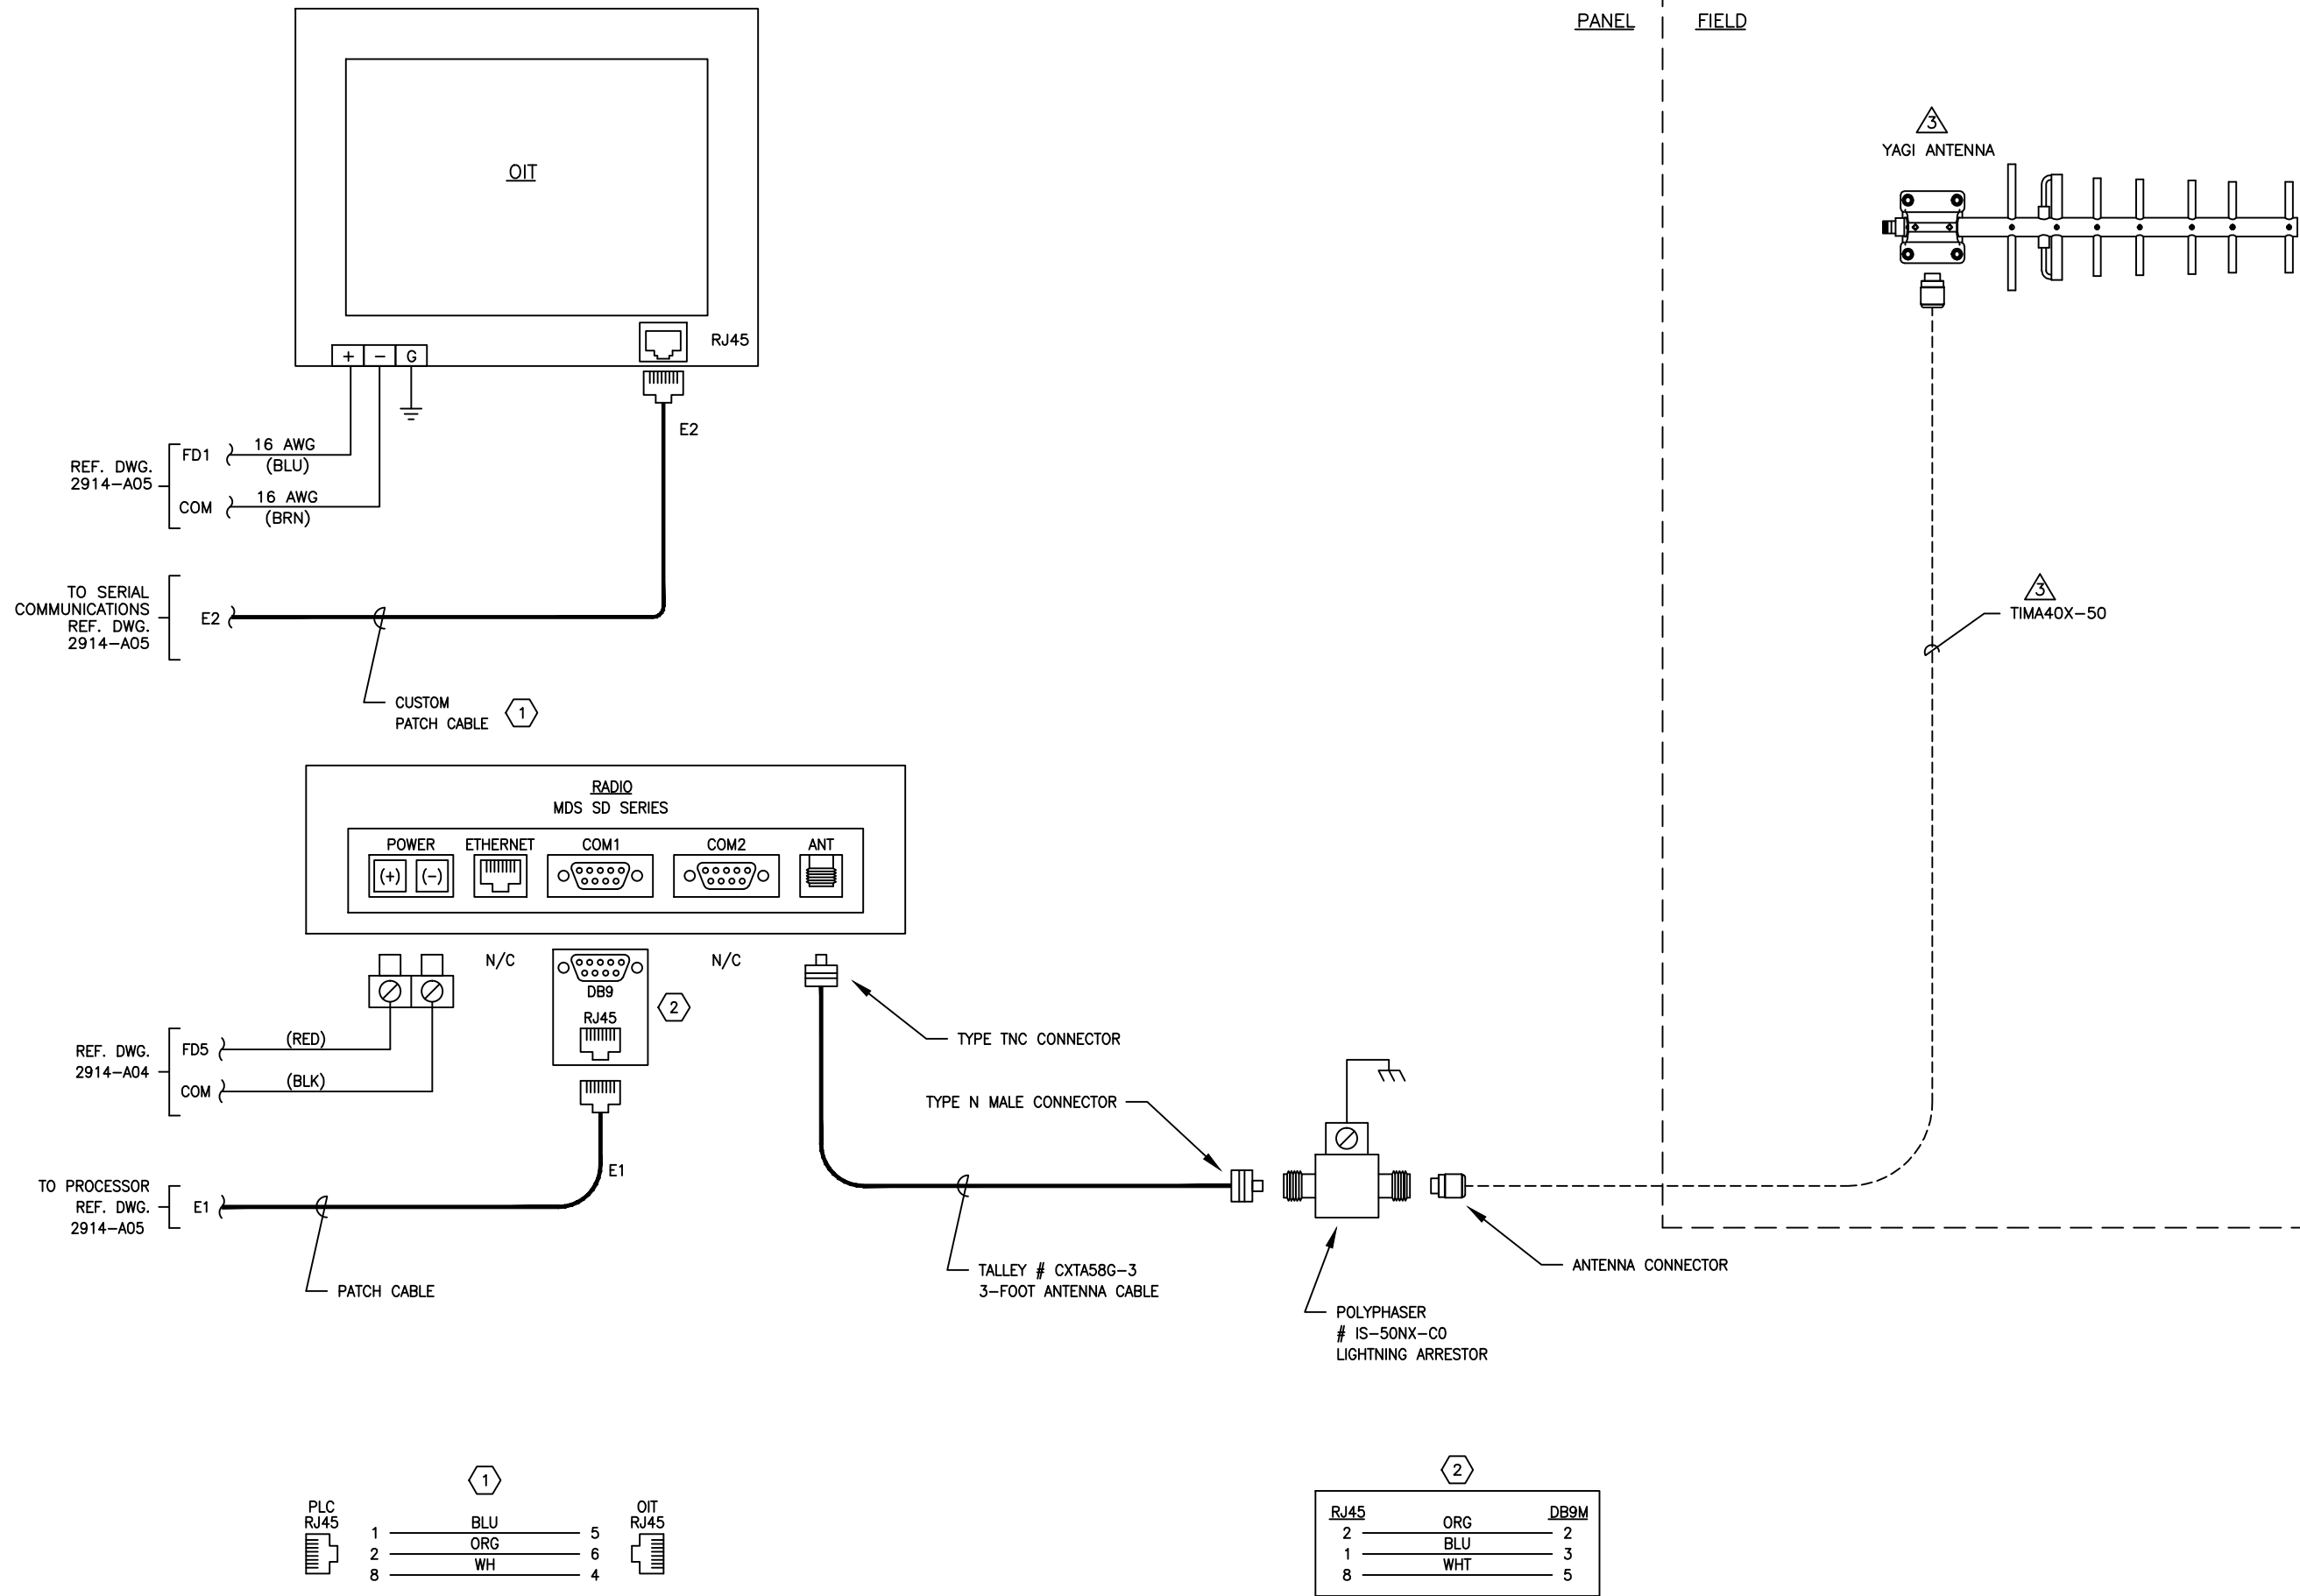 PANEL
FIELD
OIT
RJ45
+ - G
E2
3
YAGI ANTENNA
REF. DWG.
2914-A05
FD1
16 AWG
(BLU)
COM
16 AWG
(BRN)
TO SERIAL
COMMUNICATIONS
REF. DWG.
2914-A05
E2
3
TIMA40X-50
CUSTOM
PATCH CABLE
1
RADIO
MDS SD SERIES
POWER ETHERNET COM1 COM2 ANT
(+) (-)
N/C
N/C
DB9
RJ45
2
REF. DWG.
2914-A04
FD5
(RED)
COM
(BLK)
TYPE TNC CONNECTOR
TYPE N MALE CONNECTOR
E1
TO PROCESSOR
REF. DWG.
2914-A05
E1
PATCH CABLE
TALLEY # CXTA58G-3
3-FOOT ANTENNA CABLE
ANTENNA CONNECTOR
POLYPHASER
# IS-50NX-C0
LIGHTNING ARRESTOR
1
PLC
RJ45
OIT
RJ45
1 BLU 5
2 ORG 6
8 WH 4
2
RJ45 DB9M
2 ORG 2
1 BLU 3
8 WHT 5